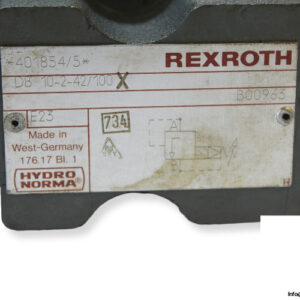 *401854/5* REXROTH
DB 10-2-42/100 X
B00963
E23 734
Made in
West-Germany
176.17 Bl. 1
HYDRO
NORMA®
A
B
H